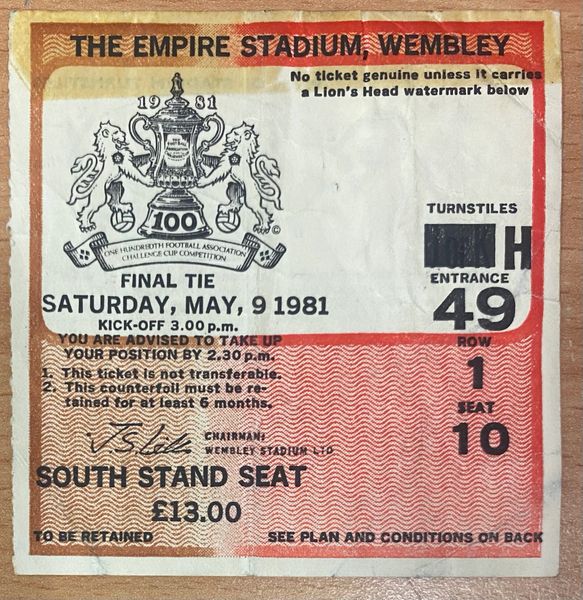 THE EMPIRE STADIUM, WEMBLEY
No ticket genuine unless it carries
a Lion's Head watermark below
1981
100
ONE HUNDREDTH FOOTBALL ASSOCIATION
CHALLENGE CUP COMPETITION
©
FINAL TIE
SATURDAY, MAY, 9 1981
KICK-OFF 3.00 p.m.
YOU ARE ADVISED TO TAKE UP
YOUR POSITION BY 2.30 p.m.
1. This ticket is not transferable.
2. This counterfoil must be re-
tained for at least 6 months.
CHAIRMAN:
WEMBLEY STADIUM LTD
SOUTH STAND SEAT
£13.00
TO BE RETAINED
TURNSTILES
H
ENTRANCE
49
ROW
1
SEAT
10
SEE PLAN AND CONDITIONS ON BACK